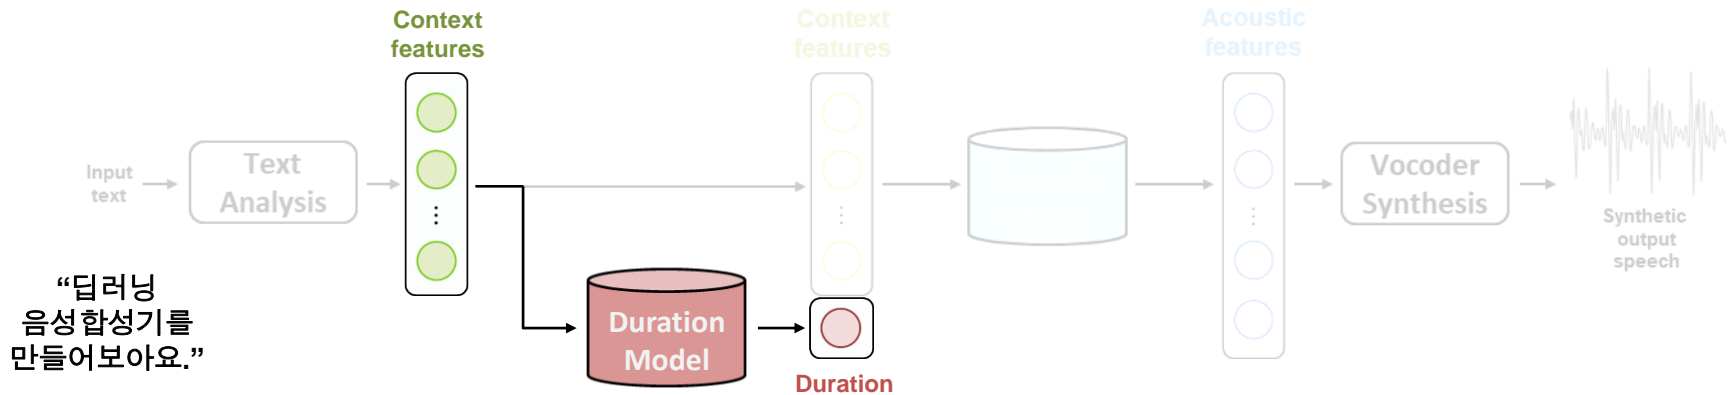 Context
features
Context
features
Acoustic
features
Input
text
Text
Analysis
Vocoder
Synthesis
Synthetic
output
speech
“딥러닝
음성합성기를
만들어보아요.”
Duration
Model
Duration